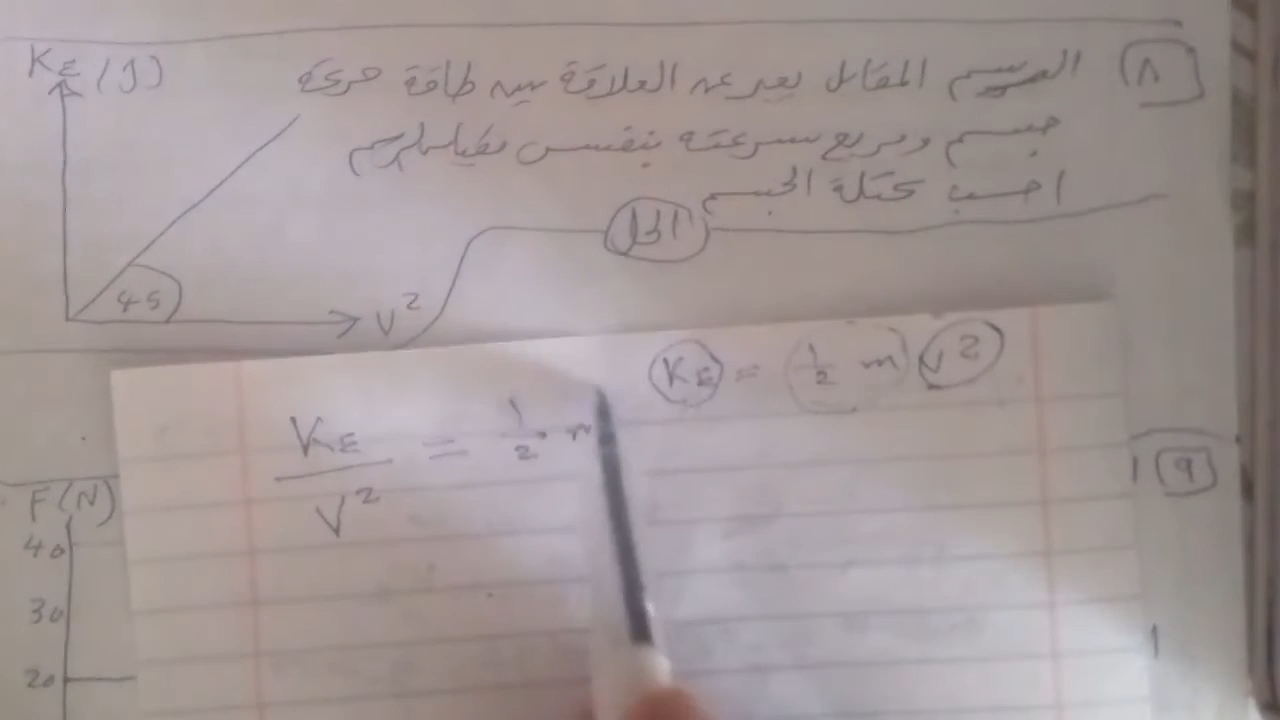 ٨ الرسم المقابل يعبر عن العلاقة بين طاقة حركة
جسم ومربع سرعته بنفس مقياس الرسم
احسب كتلة الجسم
الحل
KE (J)
45
V²
KE = ½ m V²
KE / V² = ½ m
٩
F(N)
40
30
20